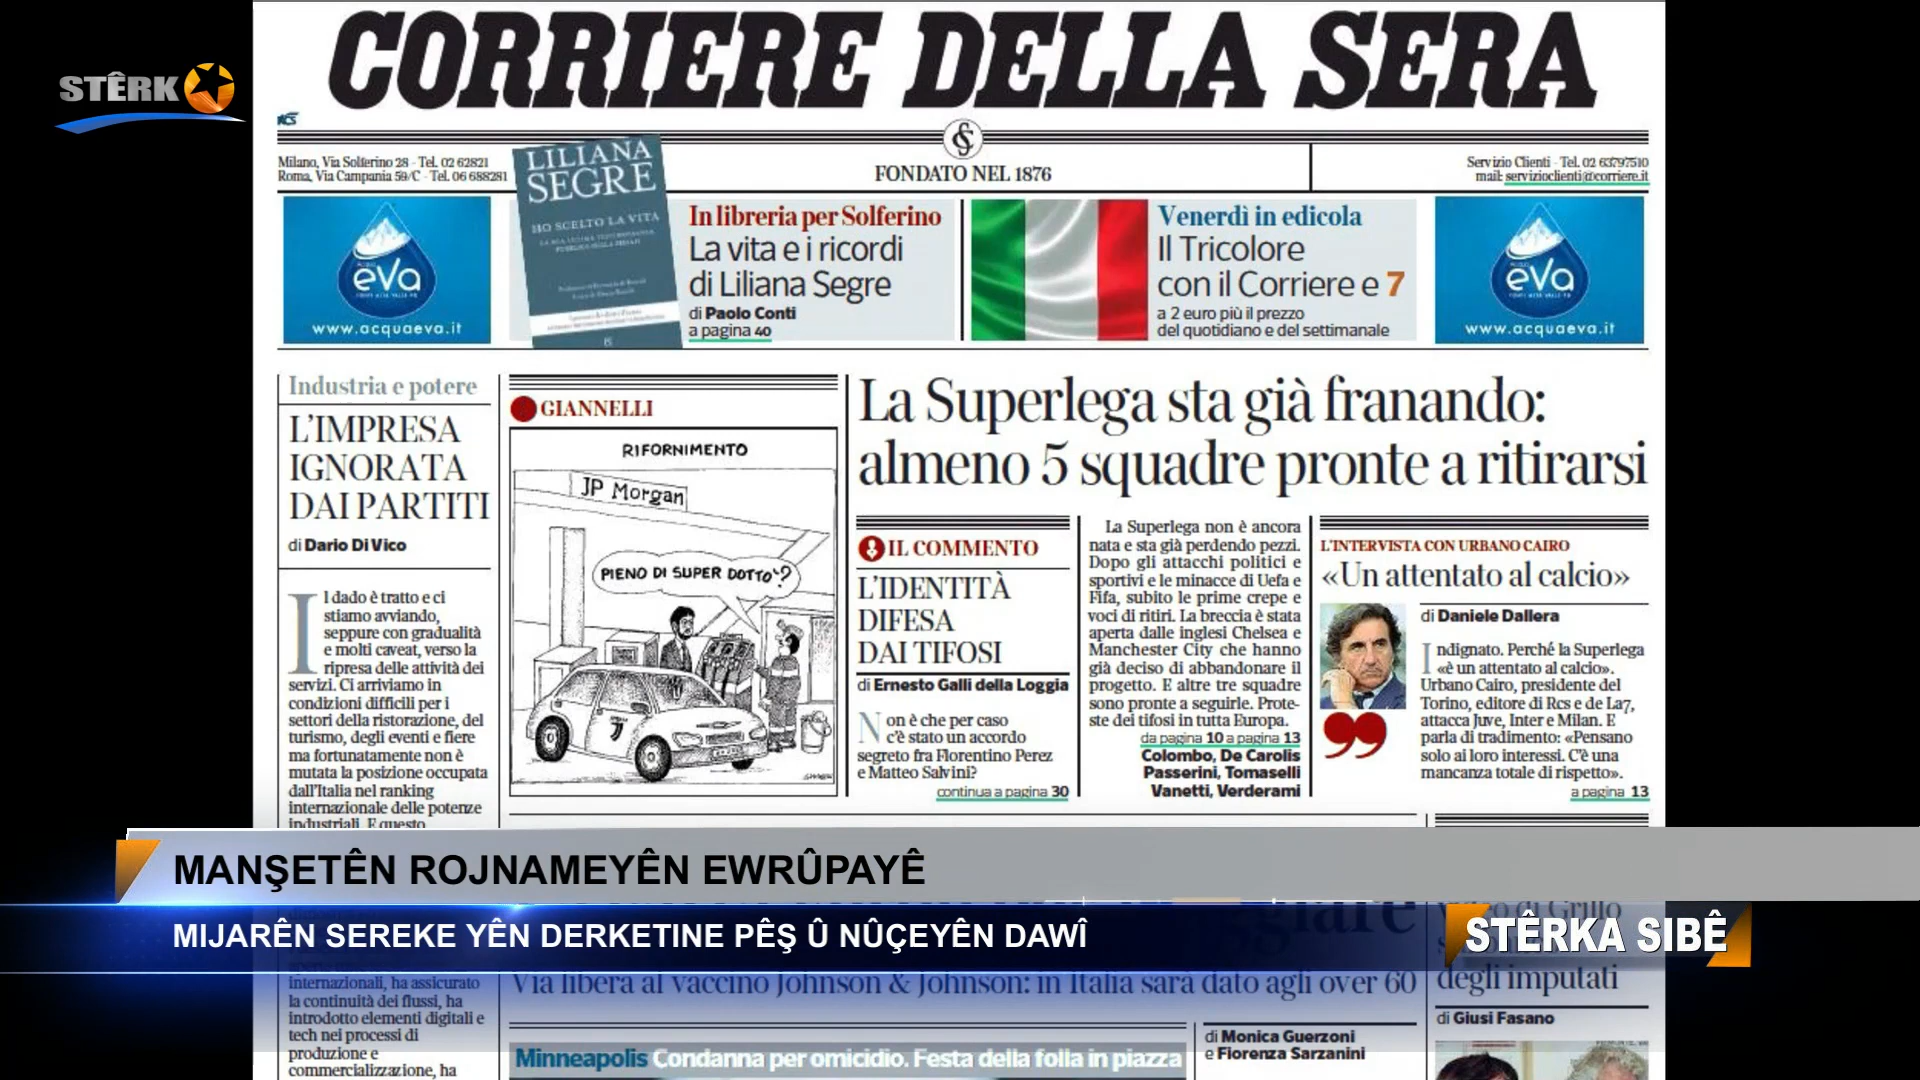 STÊRK
CORRIERE DELLA SERA
RCS
Milano, Via Solferino 28 - Tel. 02 62821
Roma, Via Campania 59/C - Tel. 06 688281
FONDATO NEL 1876
Servizio Clienti - Tel. 02 63797510
mail: servizioclienti@corriere.it
Acqua
eva
www.acquaeva.it
LILIANA
SEGRE
HO SCELTO LA VITA
In libreria per Solferino
La vita e i ricordi
di Liliana Segre
di Paolo Conti
a pagina 40
Venerdì in edicola
Il Tricolore
con il Corriere e 7
a 2 euro più il prezzo
del quotidiano e del settimanale
Acqua
eva
www.acquaeva.it
Industria e potere
L'IMPRESA
IGNORATA
DAI PARTITI
di Dario Di Vico
Il dado è tratto e ci
stiamo avviando,
seppure con gradualità
e molti caveat, verso la
ripresa delle attività dei
servizi. Ci arriviamo in
condizioni difficili per i
settori della ristorazione, del
turismo, degli eventi e fiere
ma fortunatamente non è
mutata la posizione occupata
dall'Italia nel ranking
internazionale delle potenze
industriali. E questo
GIANNELLI
RIFORNIMENTO
JP Morgan
PIENO DI SUPER DOTTO'?
La Superlega sta già franando:
almeno 5 squadre pronte a ritirarsi
IL COMMENTO
L'IDENTITÀ
DIFESA
DAI TIFOSI
di Ernesto Galli della Loggia
Non è che per caso
c'è stato un accordo
segreto fra Florentino Perez
e Matteo Salvini?
continua a pagina 30
La Superlega non è ancora
nata e sta già perdendo pezzi.
Dopo gli attacchi politici e
sportivi e le minacce di Uefa e
Fifa, subito le prime crepe e
voci di ritiri. La breccia è stata
aperta dalle inglesi Chelsea e
Manchester City che hanno
già deciso di abbandonare il
progetto. E altre tre squadre
sono pronte a seguirle. Prote-
ste dei tifosi in tutta Europa.
da pagina 10 a pagina 13
Colombo, De Carolis
Passerini, Tomaselli
Vanetti, Verderami
L'INTERVISTA CON URBANO CAIRO
«Un attentato al calcio»
di Daniele Dallera
Indignato. Perché la Superlega
«è un attentato al calcio».
Urbano Cairo, presidente del
Torino, editore di Rcs e de La7,
attacca Juve, Inter e Milan. E
parla di tradimento: «Pensano
solo ai loro interessi. C'è una
mancanza totale di rispetto».
a pagina 13
MANŞETÊN ROJNAMEYÊN EWRÛPAYÊ
MIJARÊN SEREKE YÊN DERKETINE PÊŞ Û NÛÇEYÊN DAWÎ
STÊRKA SIBÊ
di Grillo
degli imputati
di Giusi Fasano
internazionali, ha assicurato
la continuità dei flussi, ha
introdotto elementi digitali e
tech nei processi di
produzione e
commercializzazione, ha
Via libera al vaccino Johnson & Johnson: in Italia sarà dato agli over 60
Minneapolis Condanna per omicidio. Festa della folla in piazza
di Monica Guerzoni
e Fiorenza Sarzanini